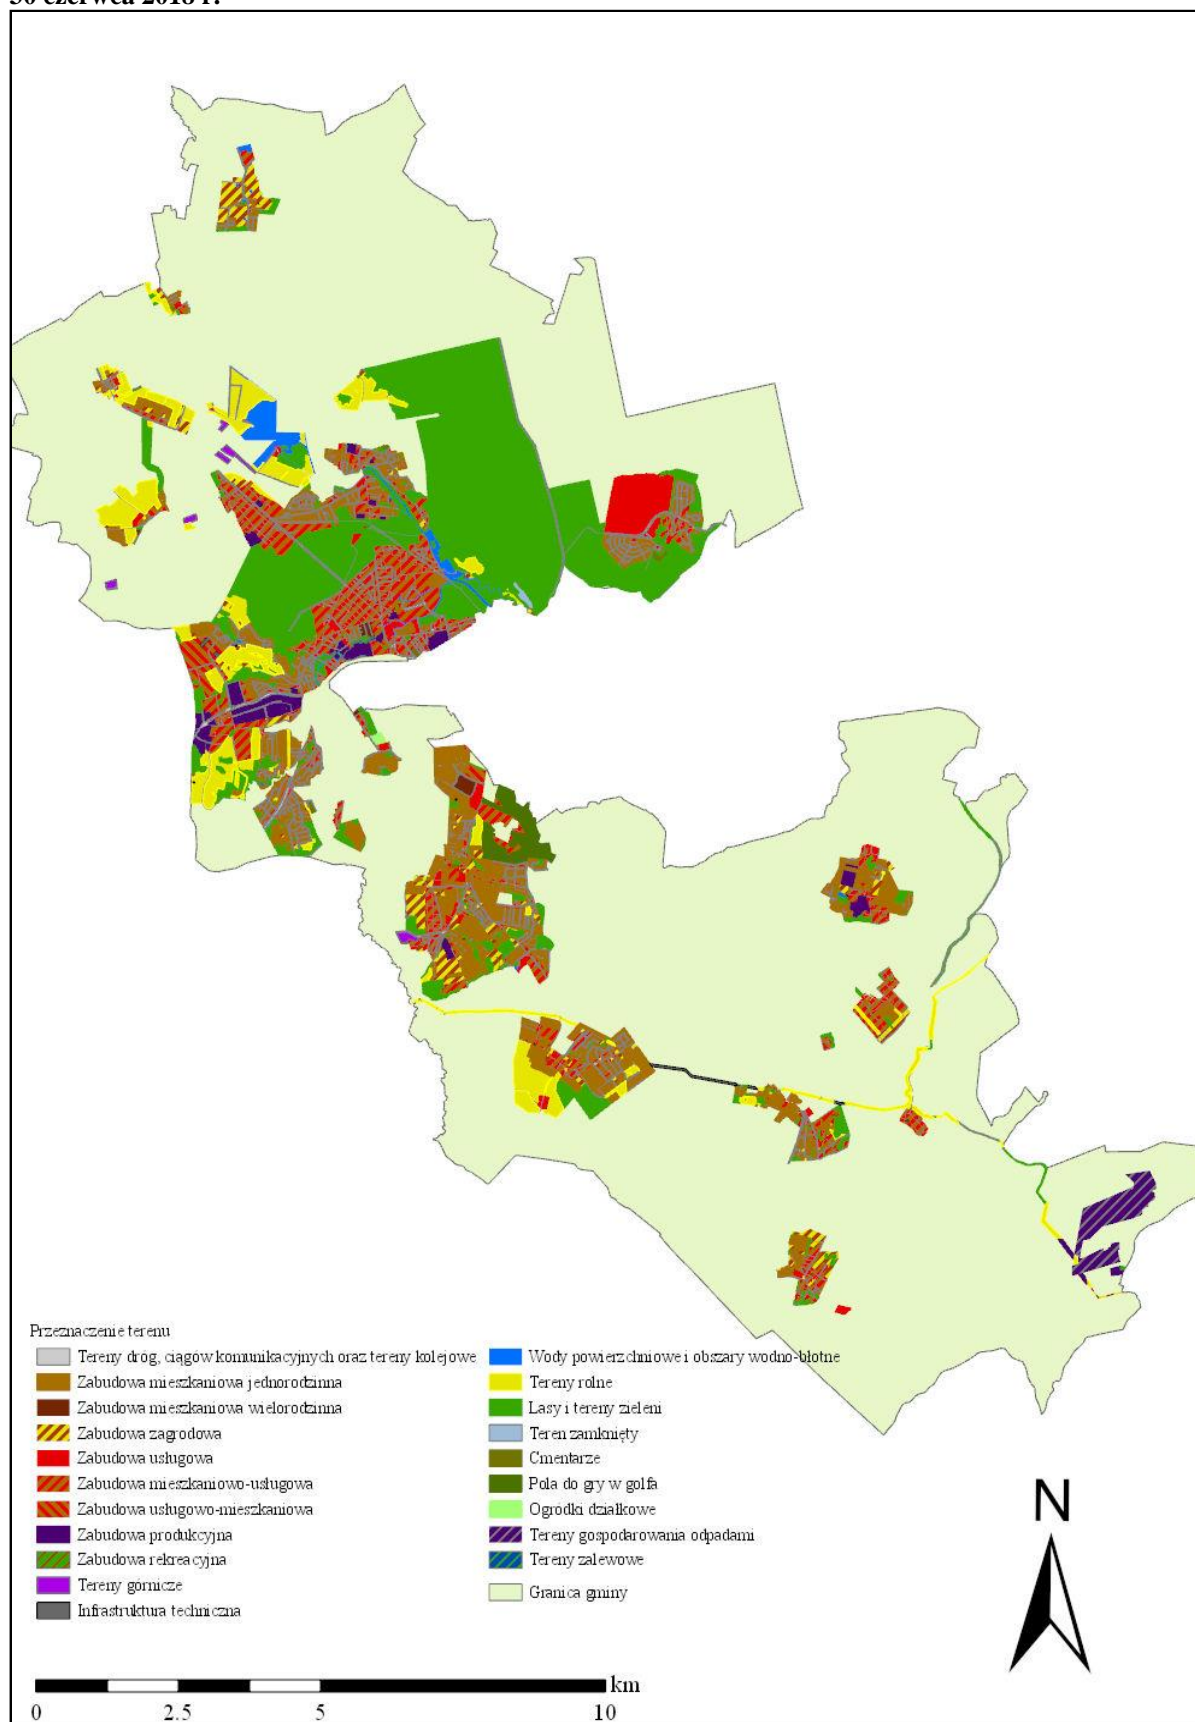 30 czerwca 2018 r.
Przeznaczenie terenu
Tereny dróg, ciągów komunikacyjnych oraz tereny kolejowe
Zabudowa mieszkaniowa jednorodzinna
Zabudowa mieszkaniowa wielorodzinna
Zabudowa zagrodowa
Zabudowa usługowa
Zabudowa mieszkaniowo-usługowa
Zabudowa usługowo-mieszkaniowa
Zabudowa produkcyjna
Zabudowa rekreacyjna
Tereny górnicze
Infrastruktura techniczna
Wody powierzchniowe i obszary wodno-błotne
Tereny rolne
Lasy i tereny zieleni
Teren zamknięty
Cmentarze
Pola do gry w golfa
Ogródki działkowe
Tereny gospodarowania odpadami
Tereny zalewowe
Granica gminy
N
km
0 2.5 5 10